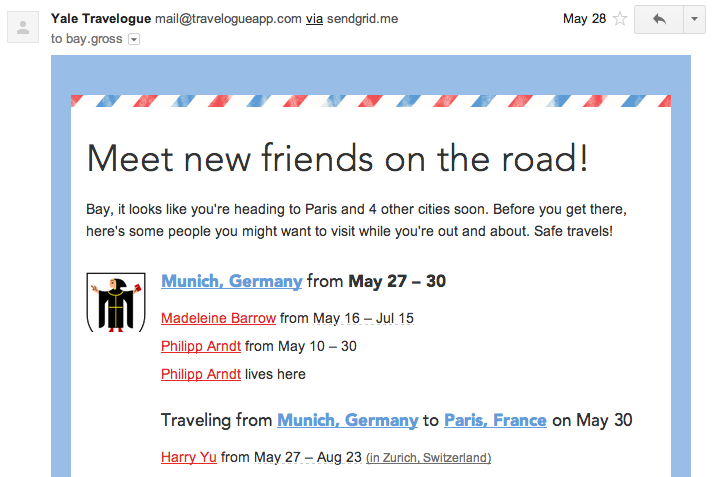 Yale Travelogue mail@travelogueapp.com via sendgrid.me May 28
to bay.gross
Meet new friends on the road!
Bay, it looks like you're heading to Paris and 4 other cities soon. Before you get there,
here's some people you might want to visit while you're out and about. Safe travels!
Munich, Germany from May 27 – 30
Madeleine Barrow from May 16 – Jul 15
Philipp Arndt from May 10 – 30
Philipp Arndt lives here
Traveling from Munich, Germany to Paris, France on May 30
Harry Yu from May 27 – Aug 23 (in Zurich, Switzerland)